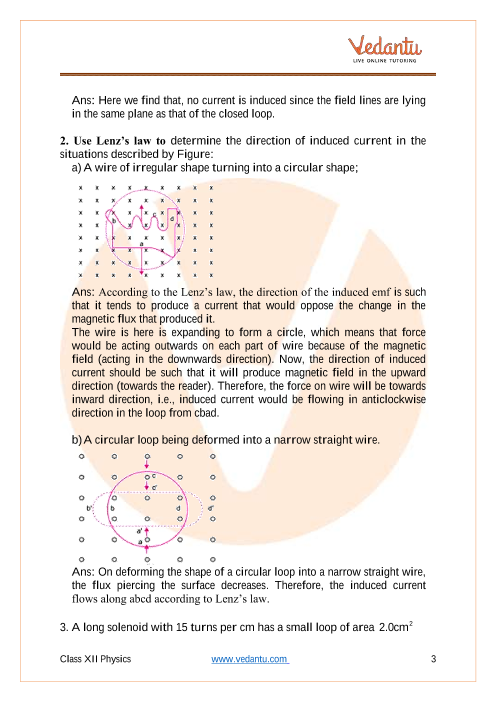 Vedantu
LIVE ONLINE TUTORING
Ans: Here we find that, no current is induced since the field lines are lying
in the same plane as that of the closed loop.
2. Use Lenz’s law to determine the direction of induced current in the
situations described by Figure:
a) A wire of irregular shape turning into a circular shape;
x x x x x x x x x
x x x x x x x x x
x x x x c x x x x
b d
x x x x x x x x x
x x x x x x x x x
a
x x x x x x x x x
x x x x x x x x x
x x x x x x x x x
Ans: According to the Lenz’s law, the direction of the induced emf is such
that it tends to produce a current that would oppose the change in the
magnetic flux that produced it.
The wire is here is expanding to form a circle, which means that force
would be acting outwards on each part of wire because of the magnetic
field (acting in the downwards direction). Now, the direction of induced
current should be such that it will produce magnetic field in the upward
direction (towards the reader). Therefore, the force on wire will be towards
inward direction, i.e., induced current would be flowing in anticlockwise
direction in the loop from cbad.
b) A circular loop being deformed into a narrow straight wire.
c
c'
b' b d d'
a'
a
Ans: On deforming the shape of a circular loop into a narrow straight wire,
the flux piercing the surface decreases. Therefore, the induced current
flows along abcd according to Lenz’s law.
3. A long solenoid with 15 turns per cm has a small loop of area 2.0cm²
Class XII Physics www.vedantu.com 3